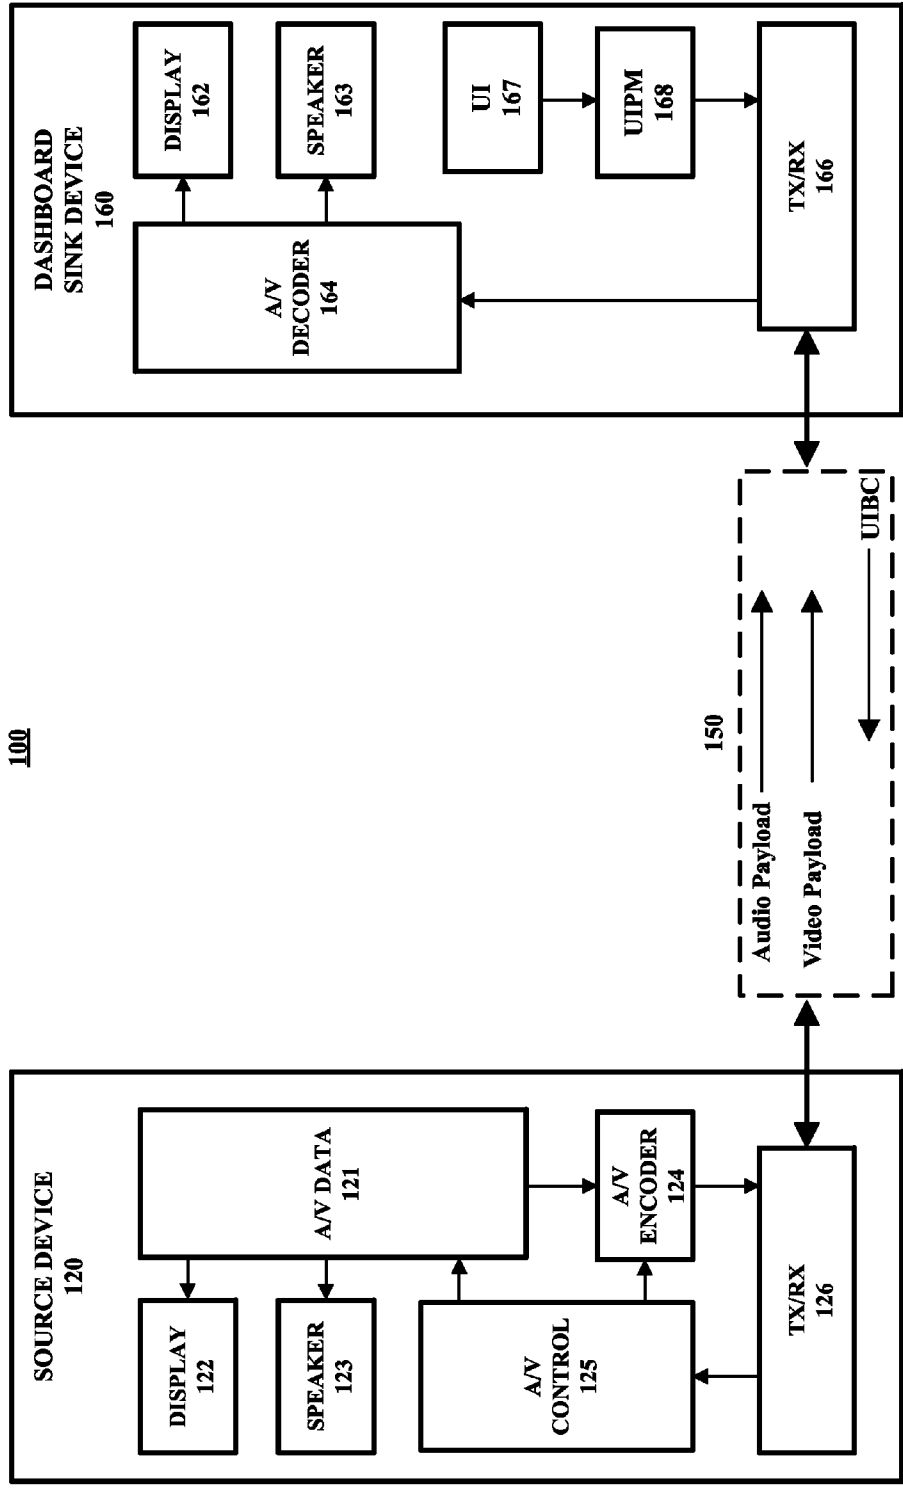 100
SOURCE DEVICE
120
DISPLAY
122
SPEAKER
123
A/V DATA
121
A/V
CONTROL
125
A/V
ENCODER
124
TX/RX
126
150
Audio Payload
Video Payload
UIBC
DASHBOARD
SINK DEVICE
160
DISPLAY
162
SPEAKER
163
A/V
DECODER
164
UI
167
UIPM
168
TX/RX
166